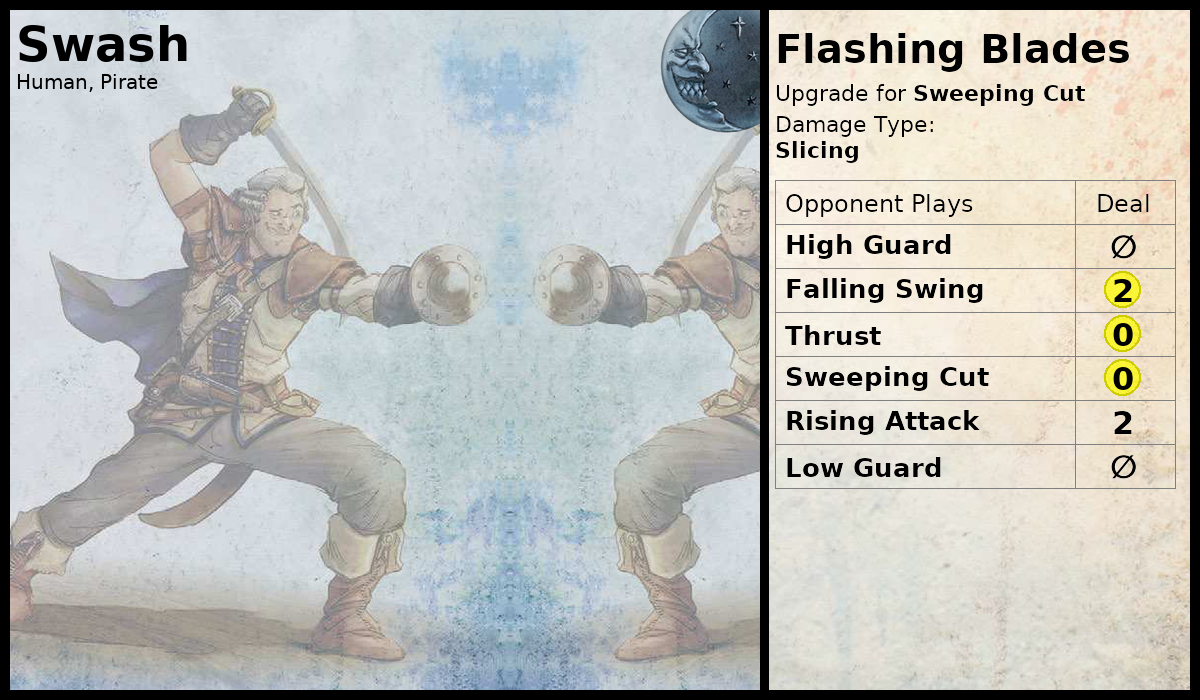 Swash
Human, Pirate
Flashing Blades
Upgrade for Sweeping Cut
Damage Type:
Slicing
Opponent Plays Deal
High Guard ∅
Falling Swing 2
Thrust 0
Sweeping Cut 0
Rising Attack 2
Low Guard ∅